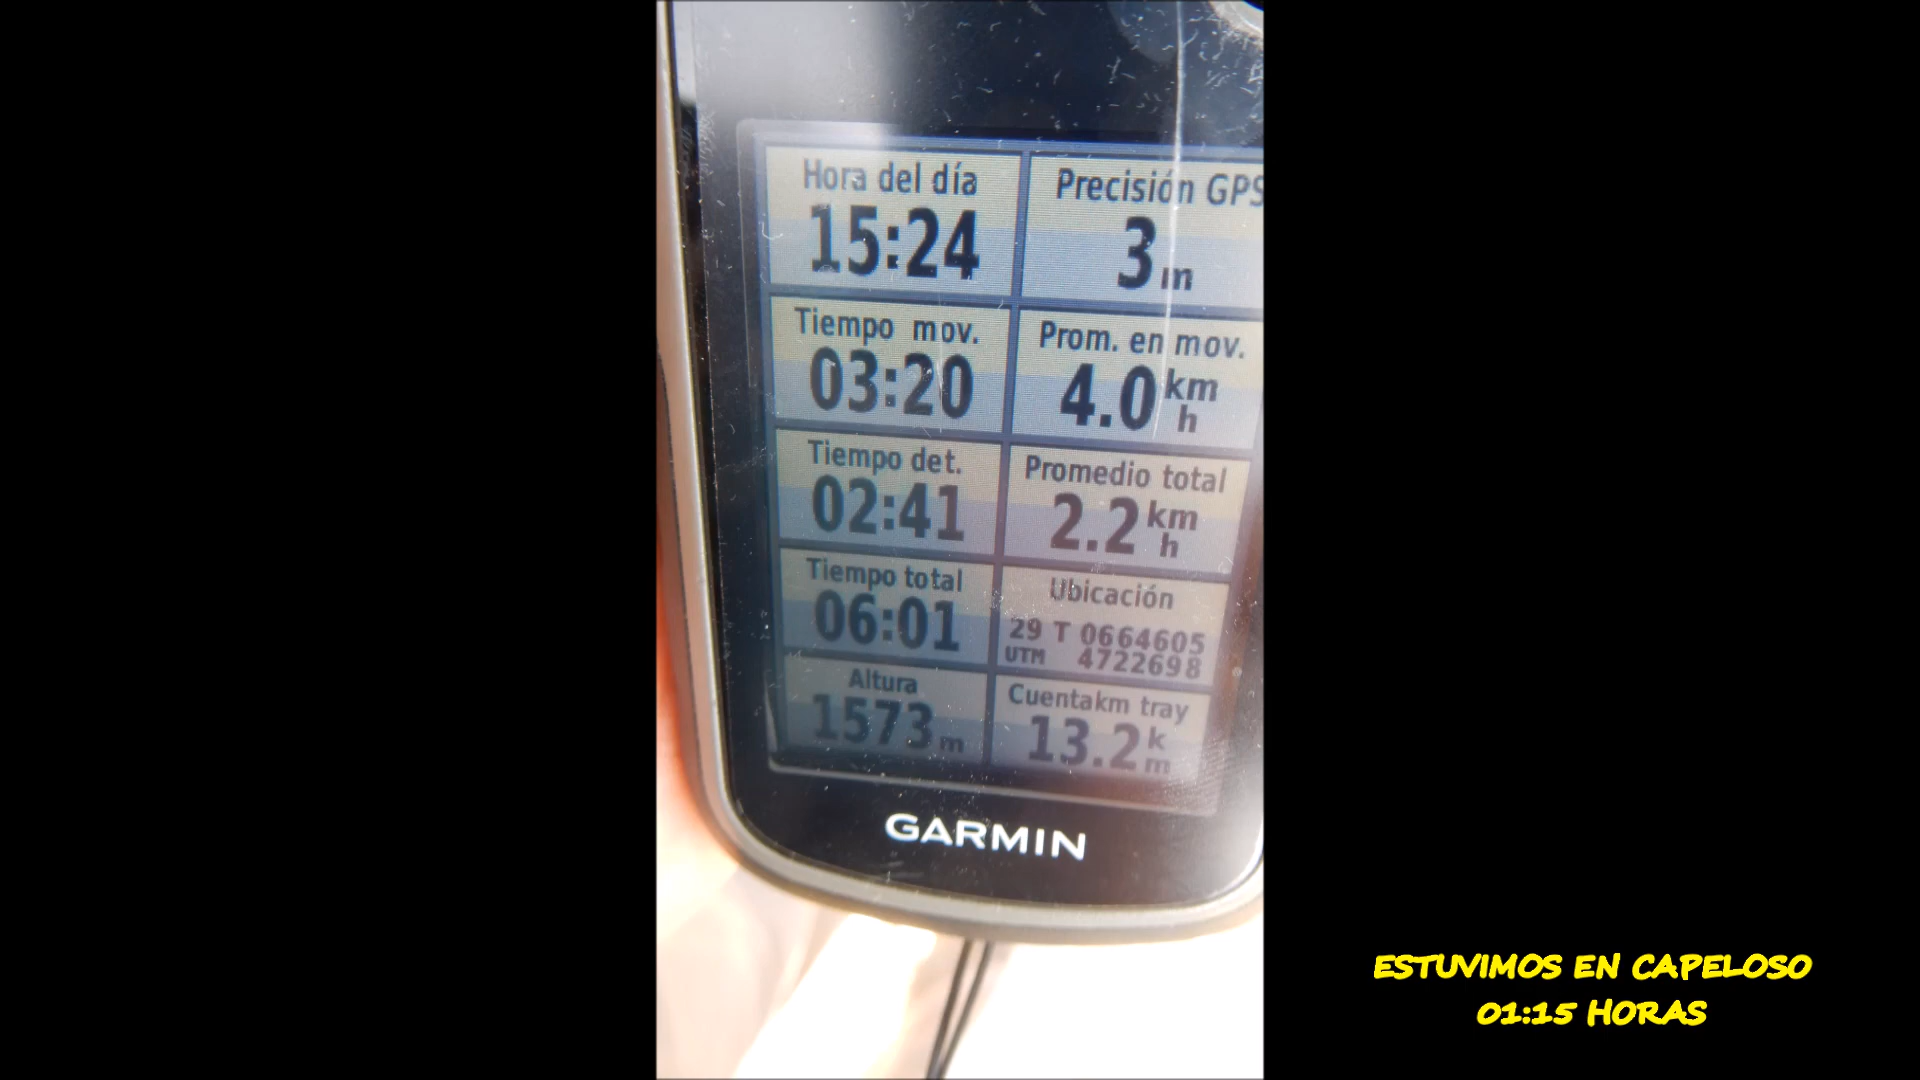 Hora del día
15:24
Precisión GPS
3 m
Tiempo mov.
03:20
Prom. en mov.
4.0 km h
Tiempo det.
02:41
Promedio total
2.2 km h
Tiempo total
06:01
Ubicación
29 T 0664605
UTM 4722698
Altura
1573 m
Cuentakm tray
13.2 k m
GARMIN
ESTUVIMOS EN CAPELOSO
01:15 HORAS